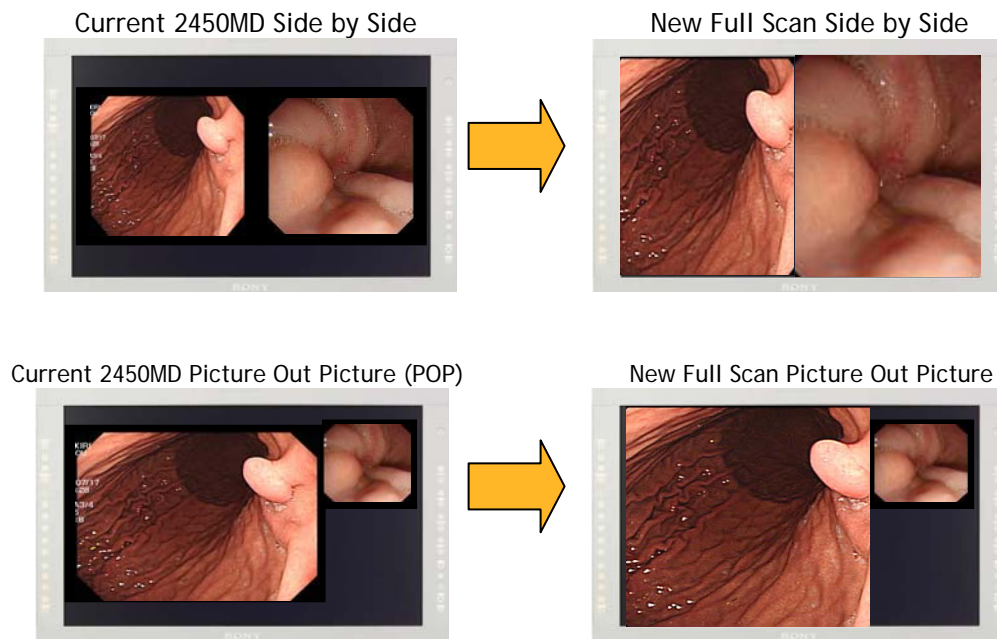 Current 2450MD Side by Side
New Full Scan Side by Side
SONY
SONY
Current 2450MD Picture Out Picture (POP)
New Full Scan Picture Out Picture
SONY
SONY